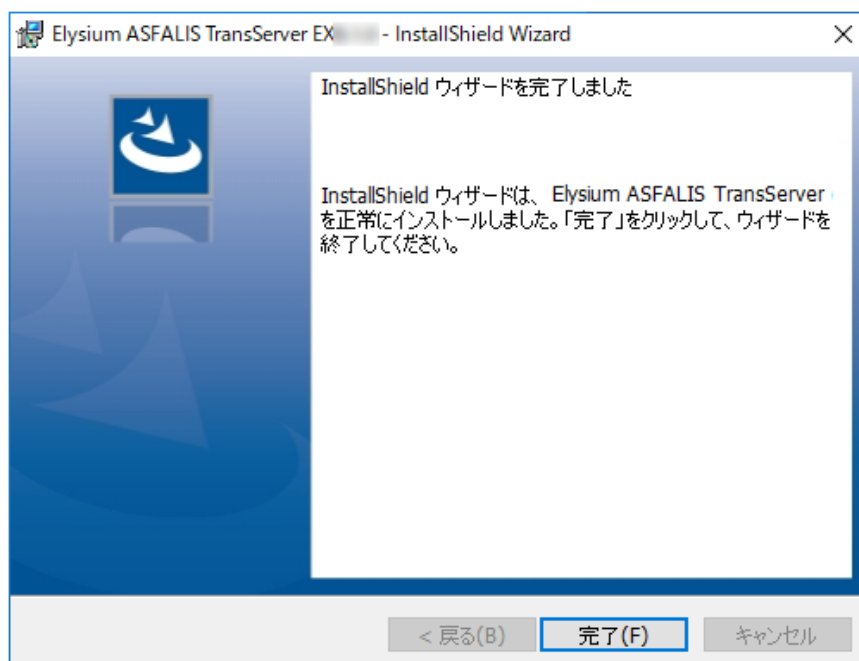 Elysium ASFALIS TransServer EX - InstallShield Wizard
InstallShield ウィザードを完了しました
InstallShield ウィザードは、 Elysium ASFALIS TransServer
を正常にインストールしました。「完了」をクリックして、ウィザードを
終了してください。
< 戻る(B)
完了(F)
キャンセル